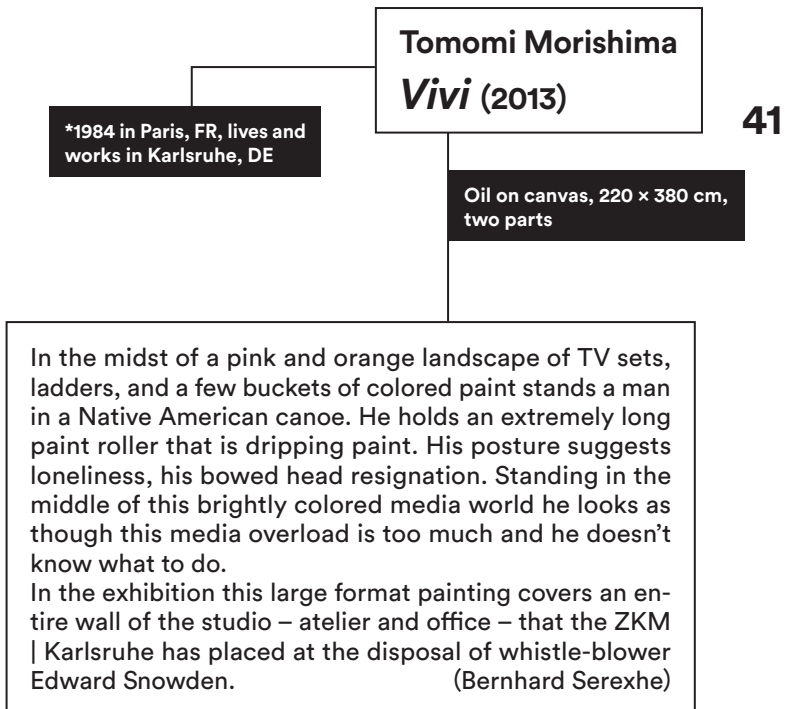 Tomomi Morishima
Vivi (2013)
41
*1984 in Paris, FR, lives and
works in Karlsruhe, DE
Oil on canvas, 220 × 380 cm,
two parts
In the midst of a pink and orange landscape of TV sets,
ladders, and a few buckets of colored paint stands a man
in a Native American canoe. He holds an extremely long
paint roller that is dripping paint. His posture suggests
loneliness, his bowed head resignation. Standing in the
middle of this brightly colored media world he looks as
though this media overload is too much and he doesn’t
know what to do.
In the exhibition this large format painting covers an en-
tire wall of the studio – atelier and office – that the ZKM
| Karlsruhe has placed at the disposal of whistle-blower
Edward Snowden. (Bernhard Serexhe)